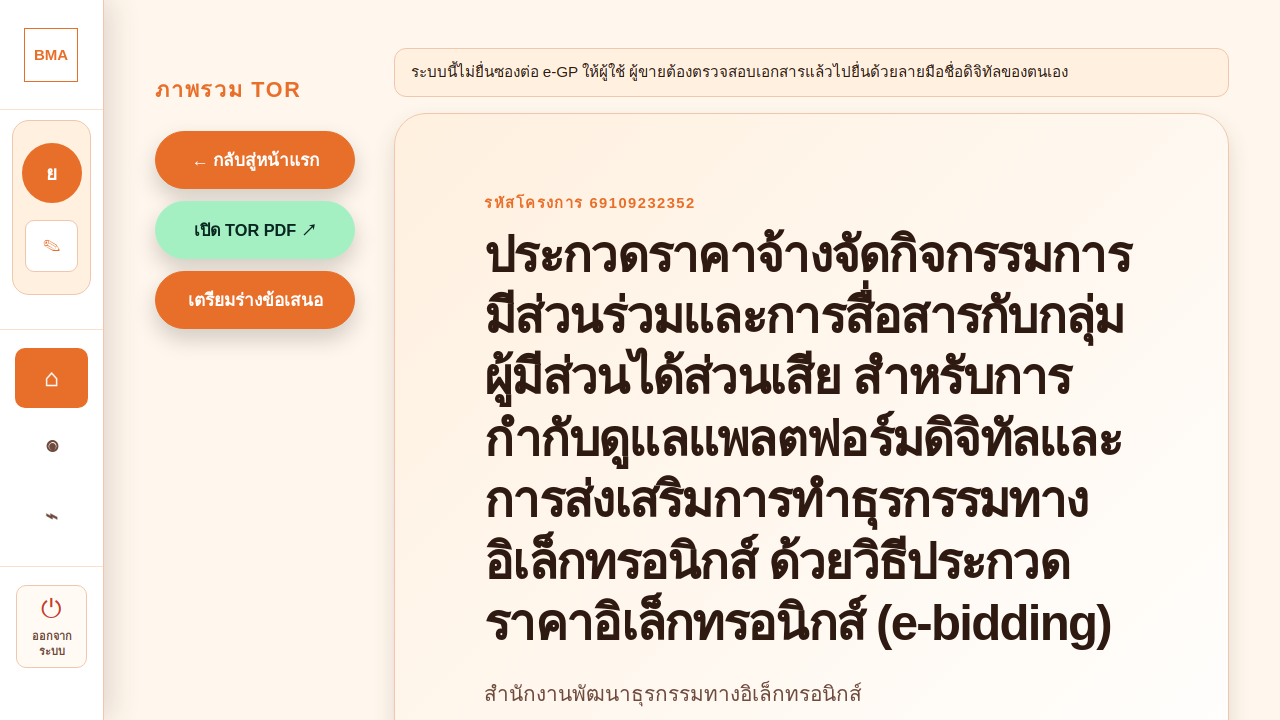 BMA
ย
ออกจาก
ระบบ
ภาพรวม TOR
← กลับสู่หน้าแรก
เปิด TOR PDF ↗
เตรียมร่างข้อเสนอ
ระบบนี้ไม่ยื่นซองต่อ e-GP ให้ผู้ใช้ ผู้ขายต้องตรวจสอบเอกสารแล้วไปยื่นด้วยลายมือชื่อดิจิทัลของตนเอง
รหัสโครงการ 69109232352
ประกวดราคาจ้างจัดกิจกรรมการ
มีส่วนร่วมและการสื่อสารกับกลุ่ม
ผู้มีส่วนได้ส่วนเสีย สำหรับการ
กำกับดูแลแพลตฟอร์มดิจิทัลและ
การส่งเสริมการทำธุรกรรมทาง
อิเล็กทรอนิกส์ ด้วยวิธีประกวด
ราคาอิเล็กทรอนิกส์ (e-bidding)
สำนักงานพัฒนาธุรกรรมทางอิเล็กทรอนิกส์